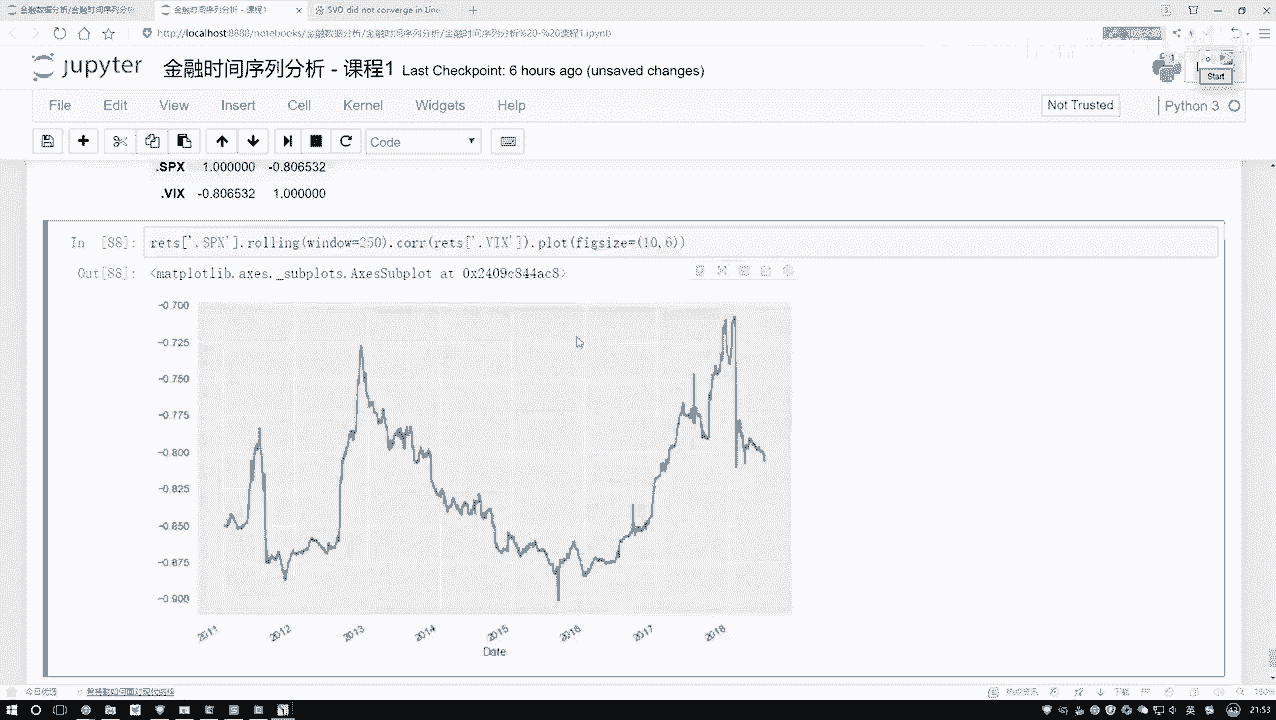 金融数据分析/金融时间序列分析
金融时间序列分析 - 课程1
SVD did not converge in Line
http://localhost:8888/notebooks/金融数据分析/金融时间序列分析/金融时间序列分析%20-%20课程1.ipynb
jupyter 金融时间序列分析 - 课程1 Last Checkpoint: 6 hours ago (unsaved changes)
Start
File Edit View Insert Cell Kernel Widgets Help
Not Trusted
Python 3
Code
.SPX 1.000000 -0.806532
.VIX -0.806532 1.000000
In [88]: rets['.SPX'].rolling(window=250).corr(rets['.VIX']).plot(figsize=(10,6))
Out[88]: <matplotlib.axes._subplots.AxesSubplot at 0x2409c844ac8>
-0.700
-0.725
-0.750
-0.775
-0.800
-0.825
-0.850
-0.875
-0.900
2011 2012 2013 2014 2015 2016 2017 2018
Date
今日优选
下载
160%
英
21:53